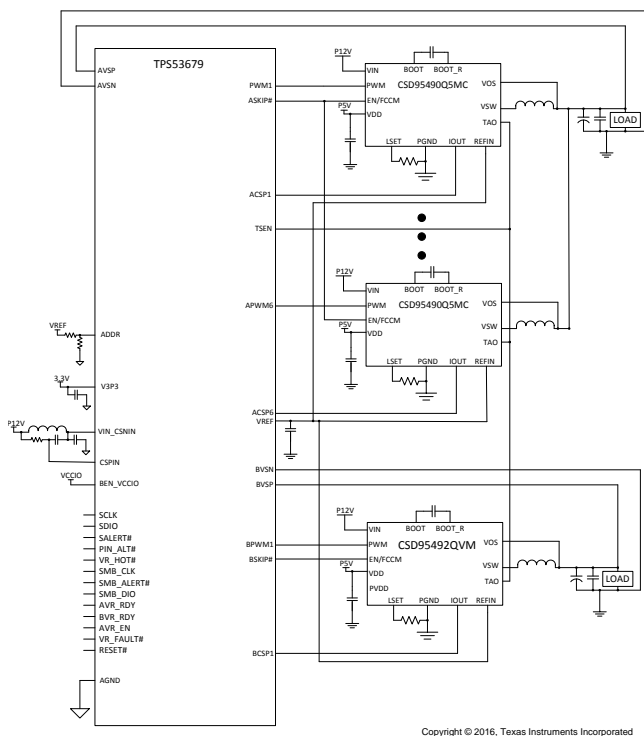 TPS53679
AVSP
AVSN
PWM1
ASKIP#
ACSP1
TSEN
APWM6
ADDR
VREF
V3P3
3.3V
ACSP6
VREF
P12V
VIN_CSNIN
CSPIN
VCCIO
BEN_VCCIO
BVSN
BVSP
SCLK
SDIO
SALERT#
PIN_ALT#
VR_HOT#
SMB_CLK
SMB_ALERT#
SMB_DIO
AVR_RDY
BVR_RDY
AVR_EN
VR_FAULT#
RESET#
BPWM1
BSKIP#
BCSP1
AGND
P12V
VIN
BOOT BOOT_R
CSD95490Q5MC
PWM
EN/FCCM
P5V
VDD
VOS
VSW
TAO
LSET PGND IOUT REFIN
LOAD
P12V
VIN
BOOT BOOT_R
CSD95490Q5MC
PWM
EN/FCCM
P5V
VDD
VOS
VSW
TAO
LSET PGND IOUT REFIN
P12V
VIN
BOOT BOOT_R
CSD95492QVM
PWM
EN/FCCM
P5V
VDD
PVDD
VOS
VSW
TAO
LSET PGND IOUT REFIN
LOAD
Copyright © 2016, Texas Instruments Incorporated